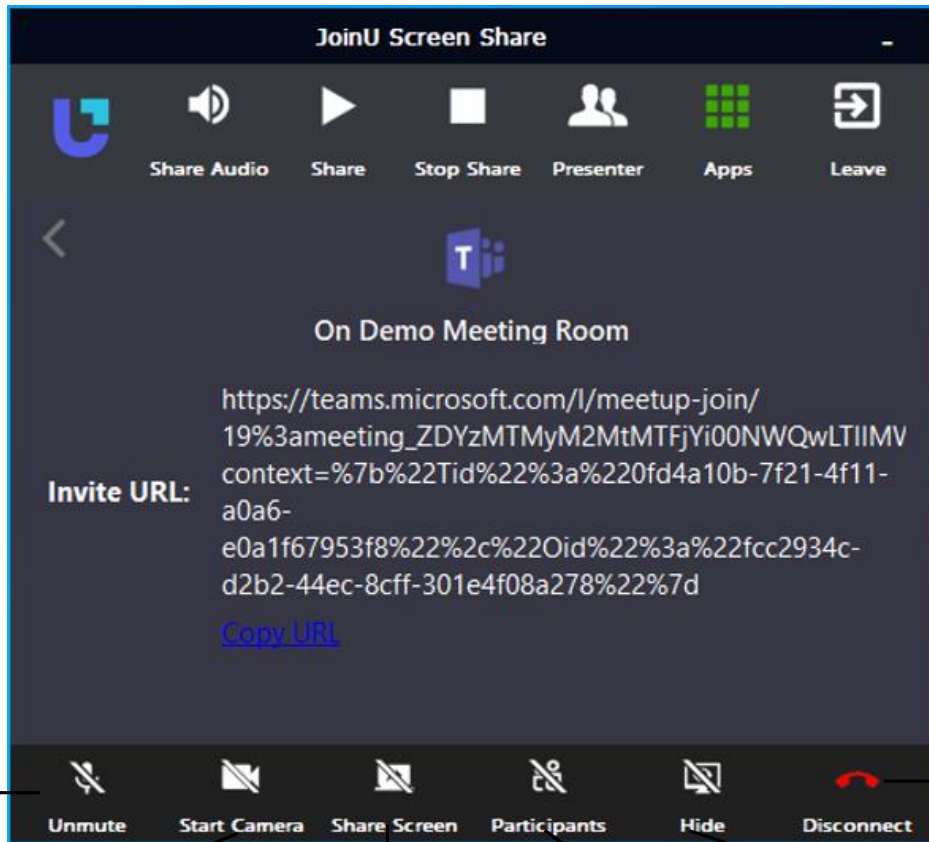 JoinU Screen Share
Share Audio Share Stop Share Presenter Apps Leave
T
On Demo Meeting Room
https://teams.microsoft.com/l/meetup-join/
19%3ameeting_ZDYzMTMyM2MtMTFjYi00NWQwLTlIMV
Invite URL: context=%7b%22Tid%22%3a%220fd4a10b-7f21-4f11-
a0a6-
e0a1f67953f8%22%2c%22Oid%22%3a%22fcc2934c-
d2b2-44ec-8cff-301e4f08a278%22%7d
Copy URL
Unmute Start Camera Share Screen Participants Hide Disconnect